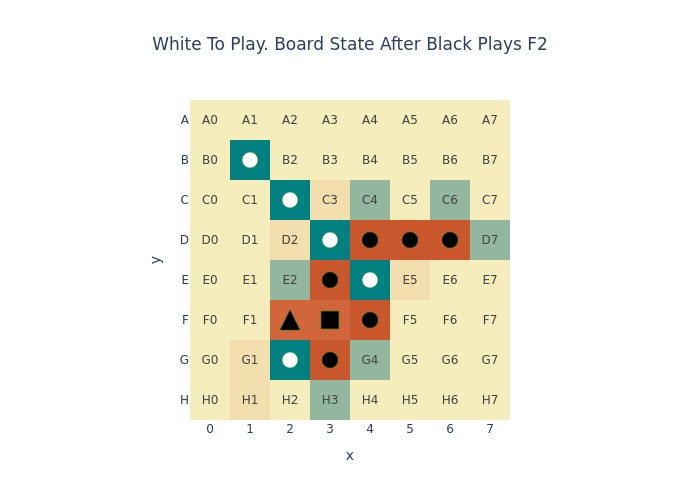 White To Play. Board State After Black Plays F2
A A0 A1 A2 A3 A4 A5 A6 A7
B B0 B2 B3 B4 B5 B6 B7
C C0 C1 C3 C4 C5 C6 C7
D D0 D1 D2 D7
y
E E0 E1 E2 E5 E6 E7
F F0 F1 F5 F6 F7
G G0 G1 G4 G5 G6 G7
H H0 H1 H2 H3 H4 H5 H6 H7
0 1 2 3 4 5 6 7
x